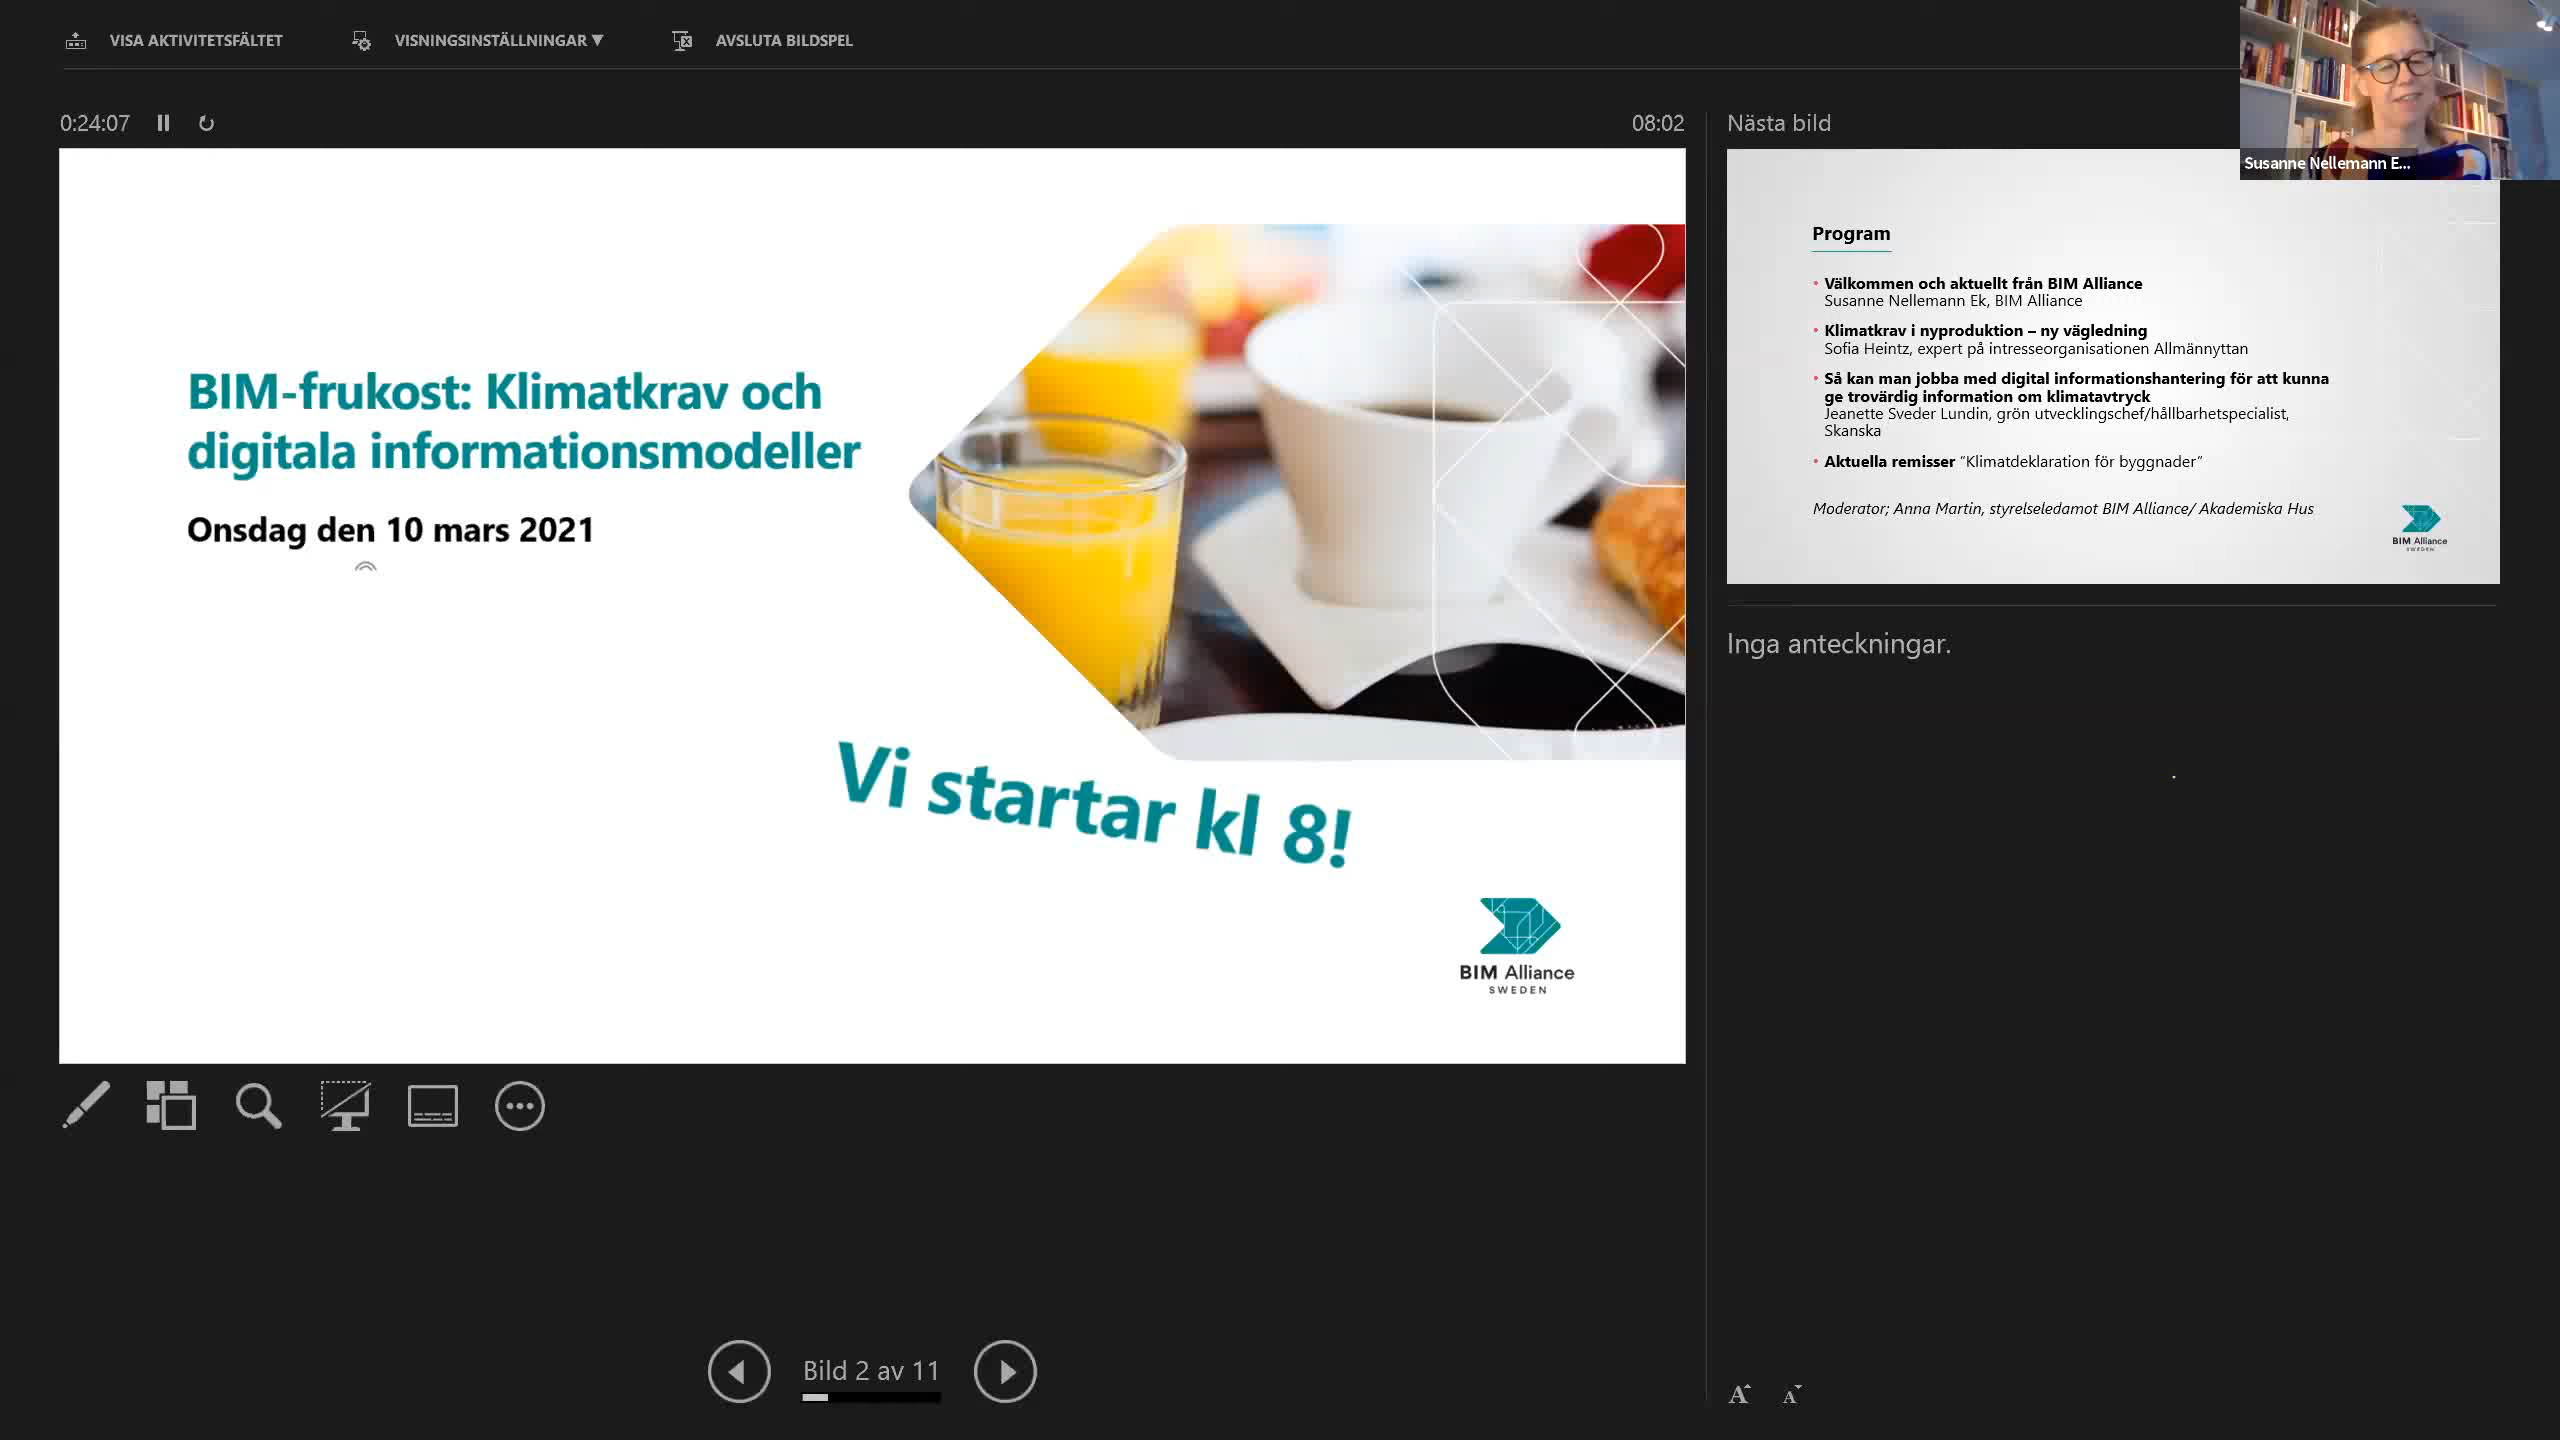 VISA AKTIVITETSFÄLTET
VISNINGSINSTÄLLNINGAR ▼
AVSLUTA BILDSPEL
0:24:07
08:02
BIM-frukost: Klimatkrav och
digitala informationsmodeller
Onsdag den 10 mars 2021
Vi startar kl 8!
BIM Alliance
SWEDEN
Bild 2 av 11
Nästa bild
Susanne Nellemann E...
Program
• Välkommen och aktuellt från BIM Alliance
Susanne Nellemann Ek, BIM Alliance
• Klimatkrav i nyproduktion – ny vägledning
Sofia Heintz, expert på intresseorganisationen Allmännyttan
• Så kan man jobba med digital informationshantering för att kunna
ge trovärdig information om klimatavtryck
Jeanette Sveder Lundin, grön utvecklingschef/hållbarhetspecialist,
Skanska
• Aktuella remisser ”Klimatdeklaration för byggnader”
Moderator; Anna Martin, styrelseledamot BIM Alliance/ Akademiska Hus
BIM Alliance
SWEDEN
Inga anteckningar.
A A